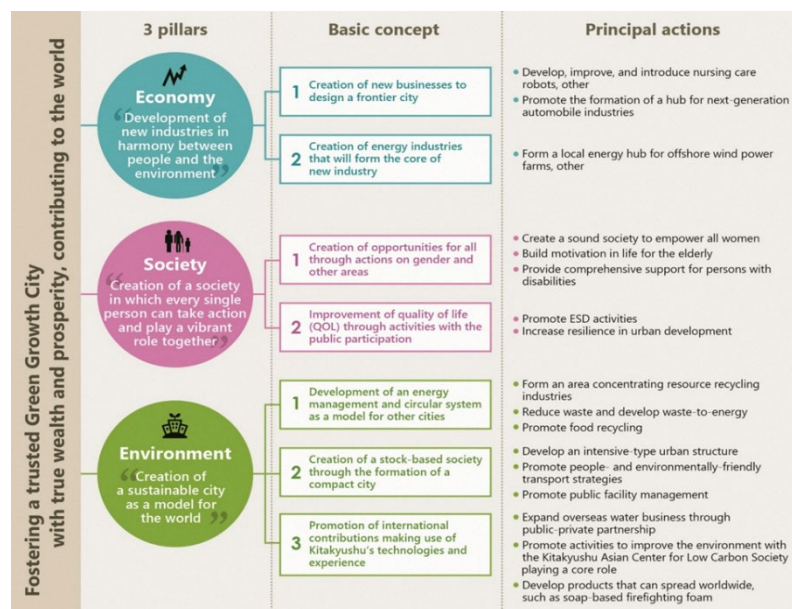 Fostering a trusted Green Growth City
with true wealth and prosperity, contributing to the world
3 pillars
Basic concept
Principal actions
Economy
“Development of
new industries in
harmony between
people and the
environment”
1 Creation of new businesses to
design a frontier city
• Develop, improve, and introduce nursing care
robots, other
• Promote the formation of a hub for next-generation
automobile industries
2 Creation of energy industries
that will form the core of
new industry
• Form a local energy hub for offshore wind power
farms, other
Society
“Creation of a society
in which every single
person can take action
and play a vibrant
role together”
1 Creation of opportunities for all
through actions on gender and
other areas
• Create a sound society to empower all women
• Build motivation in life for the elderly
• Provide comprehensive support for persons with
disabilities
2 Improvement of quality of life
(QOL) through activities with the
public participation
• Promote ESD activities
• Increase resilience in urban development
Environment
“Creation of
a sustainable city
as a model for
the world”
1 Development of an energy
management and circular system
as a model for other cities
• Form an area concentrating resource recycling
industries
• Reduce waste and develop waste-to-energy
• Promote food recycling
2 Creation of a stock-based society
through the formation of a
compact city
• Develop an intensive-type urban structure
• Promote people- and environmentally-friendly
transport strategies
• Promote public facility management
3 Promotion of international
contributions making use of
Kitakyushu's technologies and
experience
• Expand overseas water business through
public-private partnership
• Promote activities to improve the environment with
the Kitakyushu Asian Center for Low Carbon Society
playing a core role
• Develop products that can spread worldwide,
such as soap-based firefighting foam